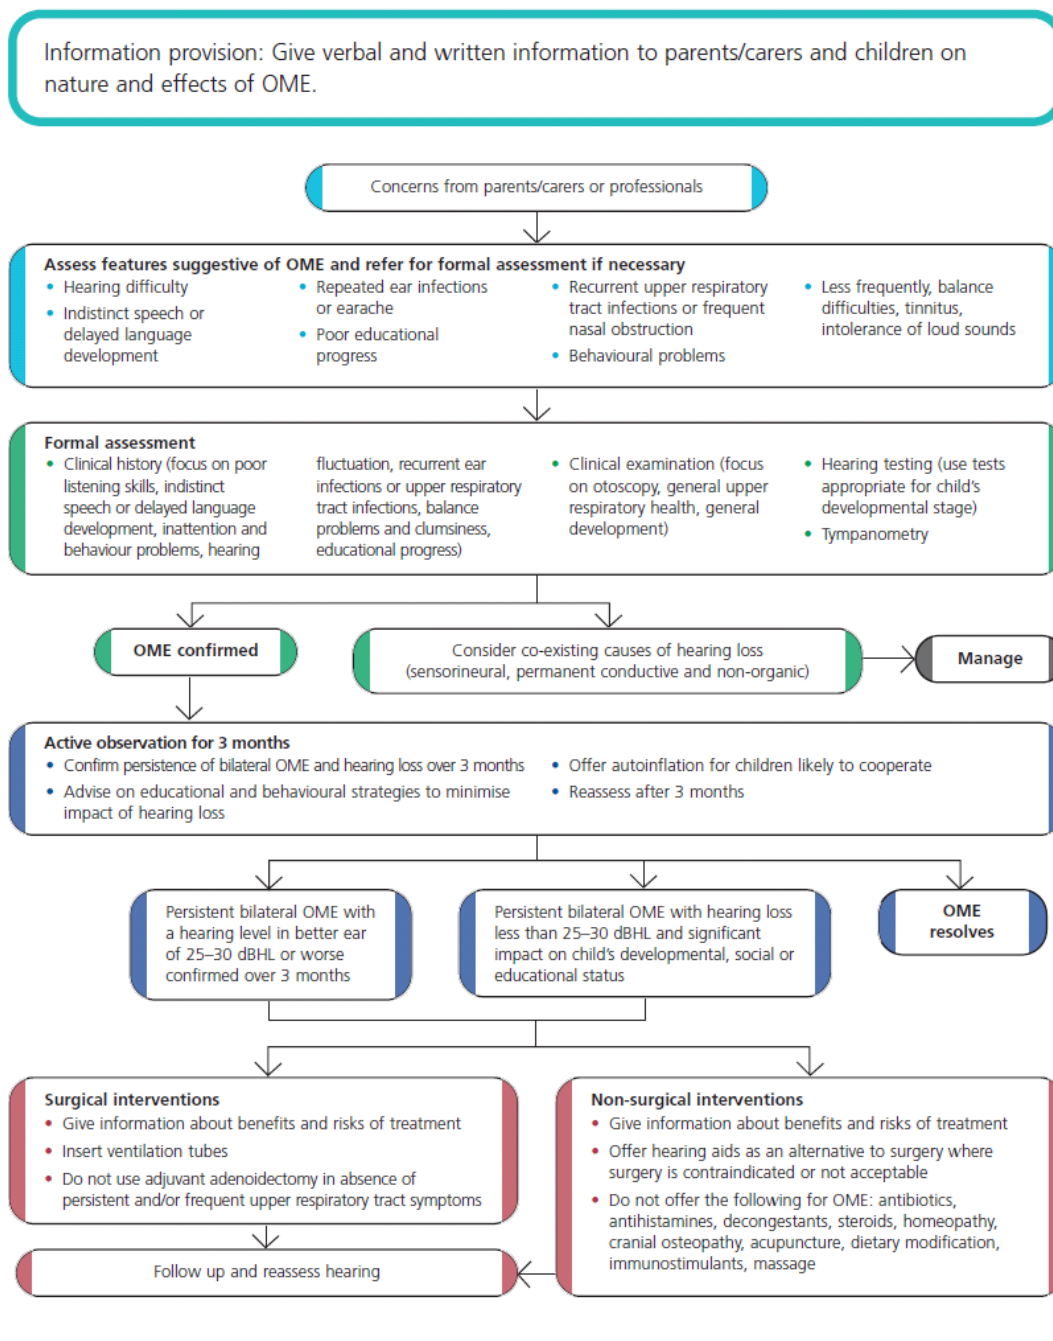 Information provision: Give verbal and written information to parents/carers and children on
nature and effects of OME.
Concerns from parents/carers or professionals
Assess features suggestive of OME and refer for formal assessment if necessary
• Hearing difficulty
• Indistinct speech or
delayed language
development
• Repeated ear infections
or earache
• Poor educational
progress
• Recurrent upper respiratory
tract infections or frequent
nasal obstruction
• Behavioural problems
• Less frequently, balance
difficulties, tinnitus,
intolerance of loud sounds
Formal assessment
• Clinical history (focus on poor
listening skills, indistinct
speech or delayed language
development, inattention and
behaviour problems, hearing
fluctuation, recurrent ear
infections or upper respiratory
tract infections, balance
problems and clumsiness,
educational progress)
• Clinical examination (focus
on otoscopy, general upper
respiratory health, general
development)
• Hearing testing (use tests
appropriate for child's
developmental stage)
• Tympanometry
OME confirmed
Consider co-existing causes of hearing loss
(sensorineural, permanent conductive and non-organic)
Manage
Active observation for 3 months
• Confirm persistence of bilateral OME and hearing loss over 3 months
• Advise on educational and behavioural strategies to minimise
impact of hearing loss
• Offer autoinflation for children likely to cooperate
• Reassess after 3 months
Persistent bilateral OME with
a hearing level in better ear
of 25–30 dBHL or worse
confirmed over 3 months
Persistent bilateral OME with hearing loss
less than 25–30 dBHL and significant
impact on child's developmental, social or
educational status
OME
resolves
Surgical interventions
• Give information about benefits and risks of treatment
• Insert ventilation tubes
• Do not use adjuvant adenoidectomy in absence of
persistent and/or frequent upper respiratory tract symptoms
Non-surgical interventions
• Give information about benefits and risks of treatment
• Offer hearing aids as an alternative to surgery where
surgery is contraindicated or not acceptable
• Do not offer the following for OME: antibiotics,
antihistamines, decongestants, steroids, homeopathy,
cranial osteopathy, acupuncture, dietary modification,
immunostimulants, massage
Follow up and reassess hearing